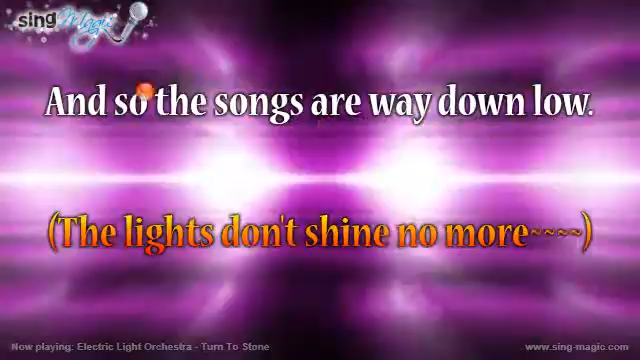 sing Magic
And so the songs are way down low.
(The lights don't shine no more~~~~)
Now playing: Electric Light Orchestra - Turn To Stone
www.sing-magic.com